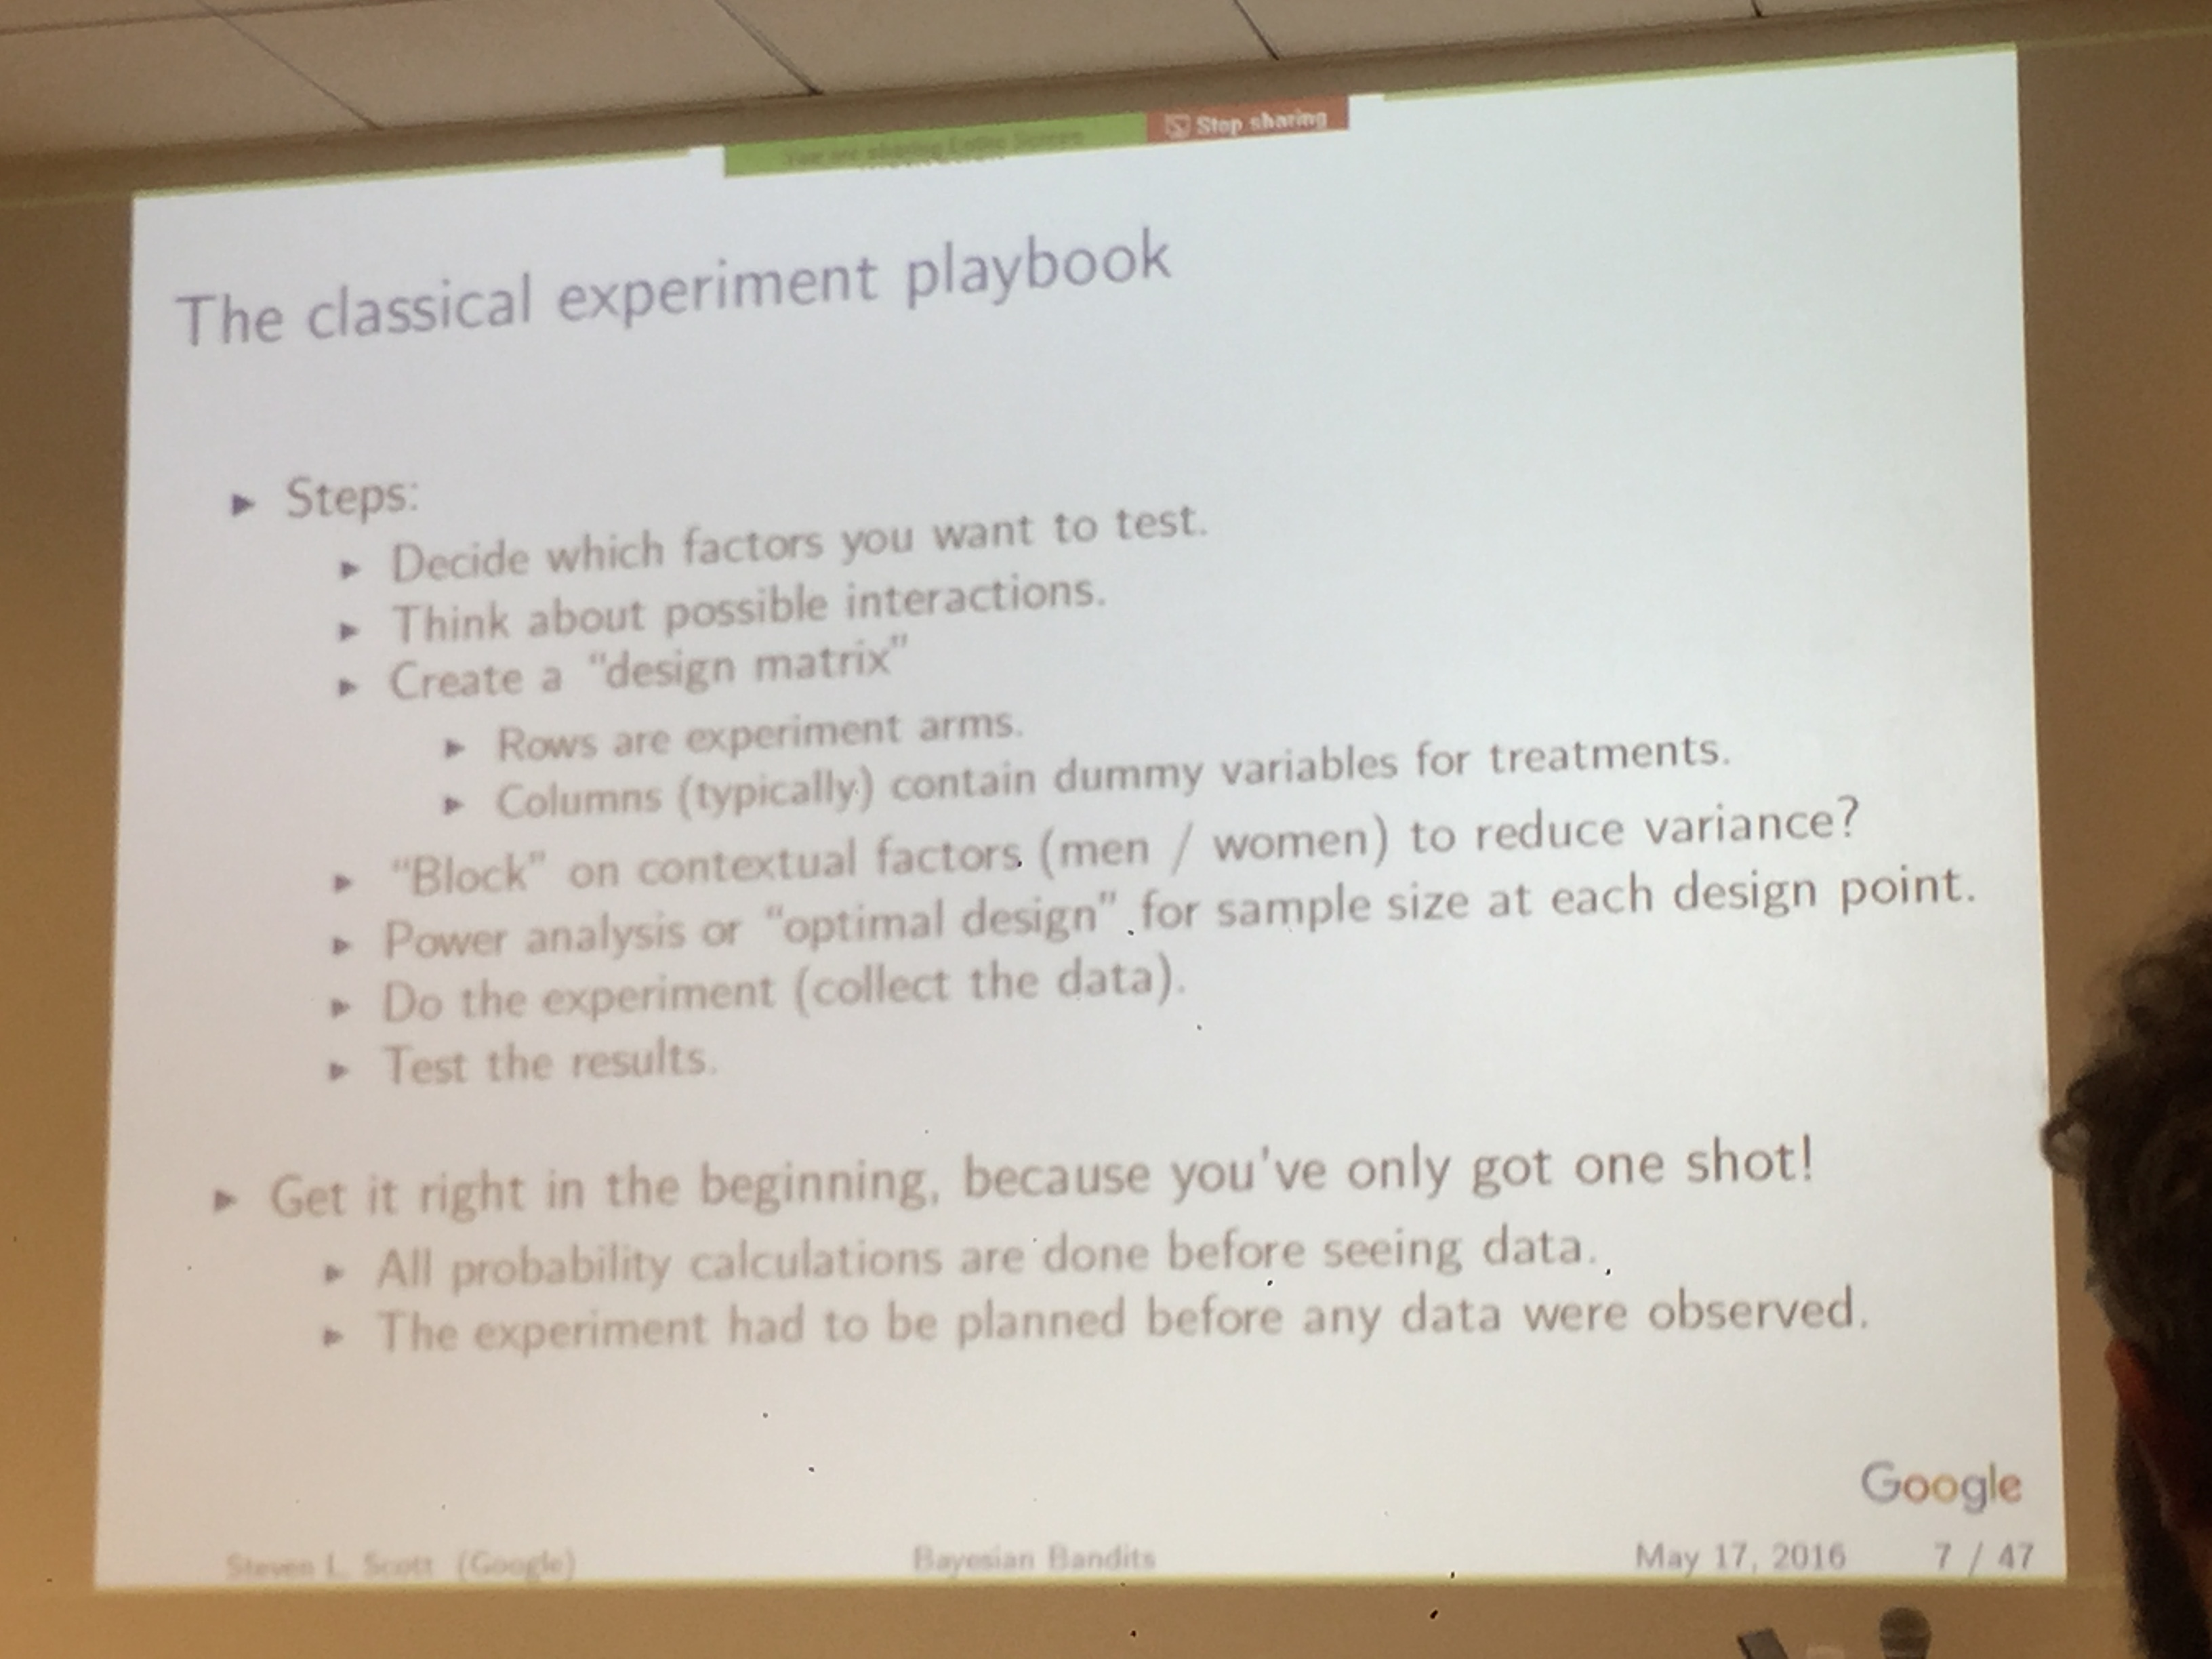 You are sharing Entire Screen
Stop sharing
The classical experiment playbook
▶ Steps:
▶ Decide which factors you want to test.
▶ Think about possible interactions.
▶ Create a “design matrix”
▶ Rows are experiment arms.
▶ Columns (typically) contain dummy variables for treatments.
▶ “Block” on contextual factors (men / women) to reduce variance?
▶ Power analysis or “optimal design” for sample size at each design point.
▶ Do the experiment (collect the data).
▶ Test the results.
▶ Get it right in the beginning, because you've only got one shot!
▶ All probability calculations are done before seeing data.
▶ The experiment had to be planned before any data were observed.
Google
Steven L. Scott (Google) Bayesian Bandits May 17, 2016 7 / 47